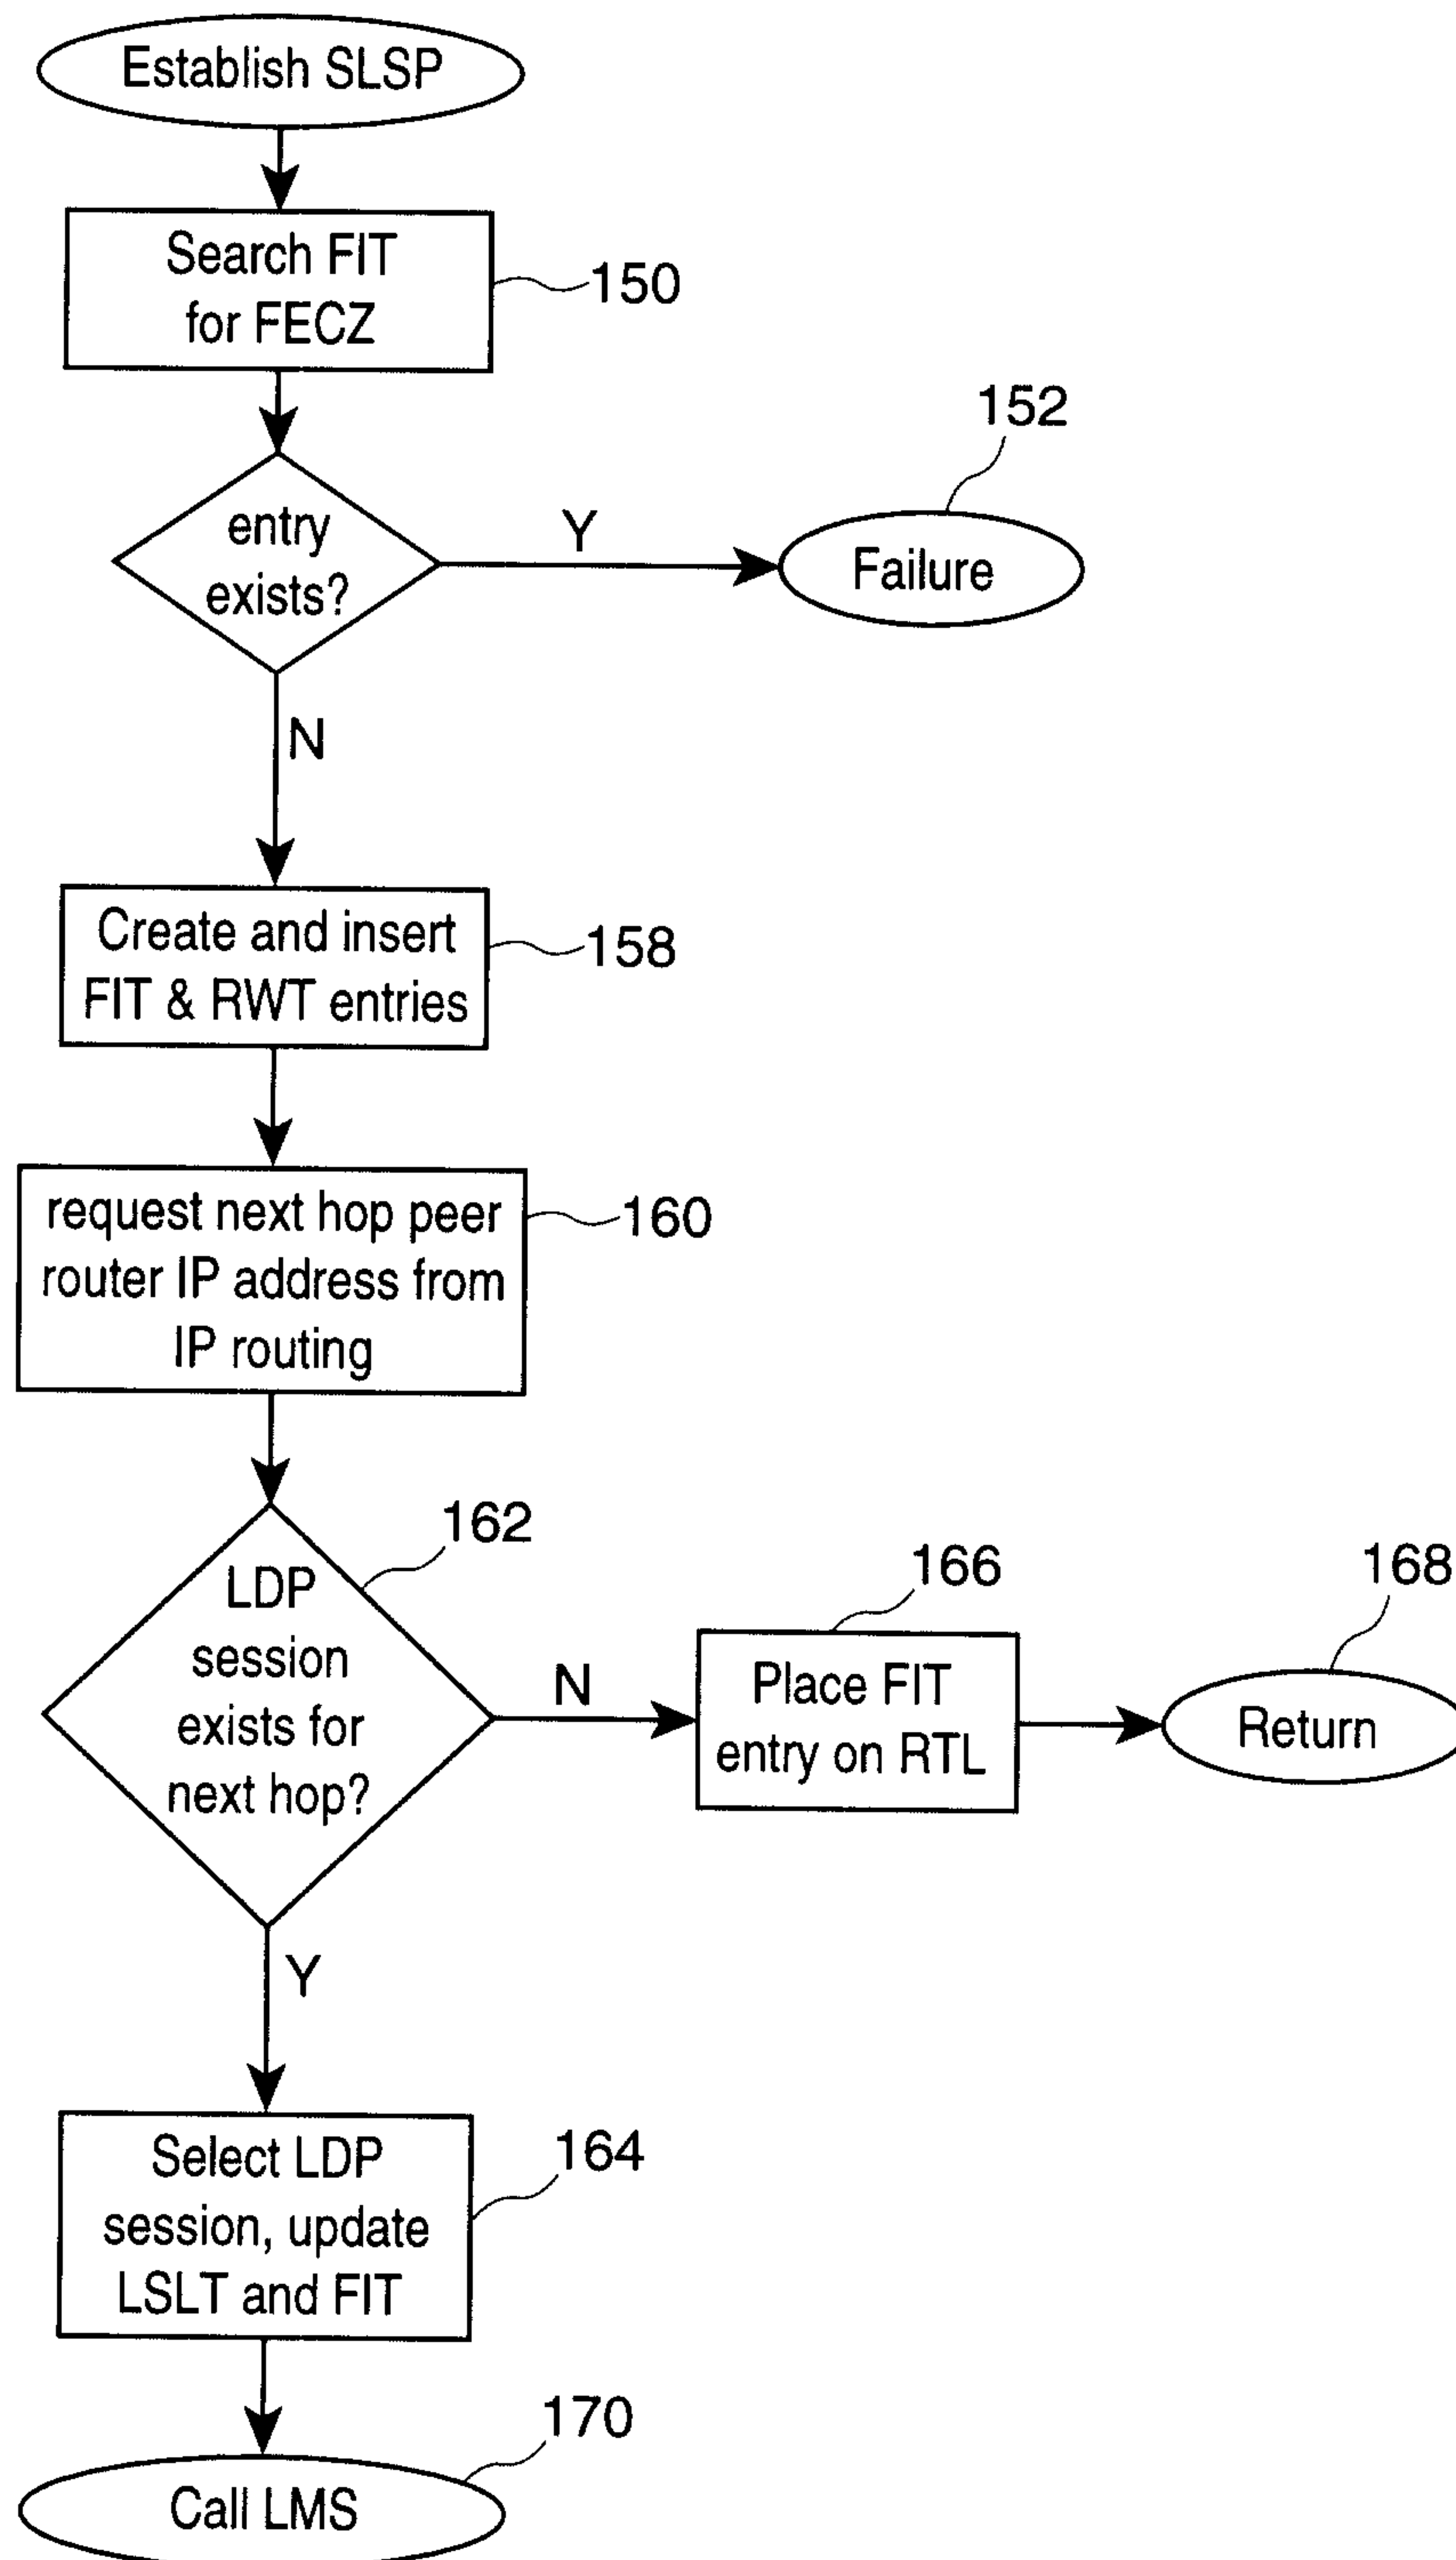 Establish SLSP
Search FIT
for FECZ
150
152
entry
exists?
Y
Failure
N
Create and insert
FIT & RWT entries
158
request next hop peer
router IP address from
IP routing
160
162
LDP
session
exists for
next hop?
N
166
Place FIT
entry on RTL
168
Return
Y
Select LDP
session, update
LSLT and FIT
164
170
Call LMS